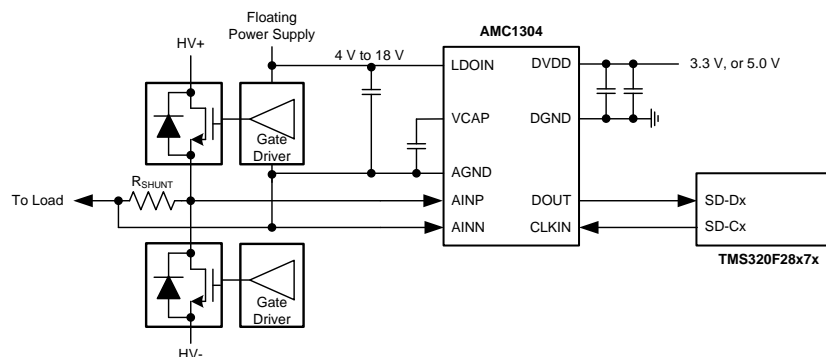 Floating
Power Supply
AMC1304
HV+
4 V to 18 V
LDOIN
DVDD
3.3 V, or 5.0 V
VCAP
DGND
Gate
Driver
AGND
RSHUNT
To Load
AINP
DOUT
SD-Dx
AINN
CLKIN
SD-Cx
TMS320F28x7x
Gate
Driver
HV-